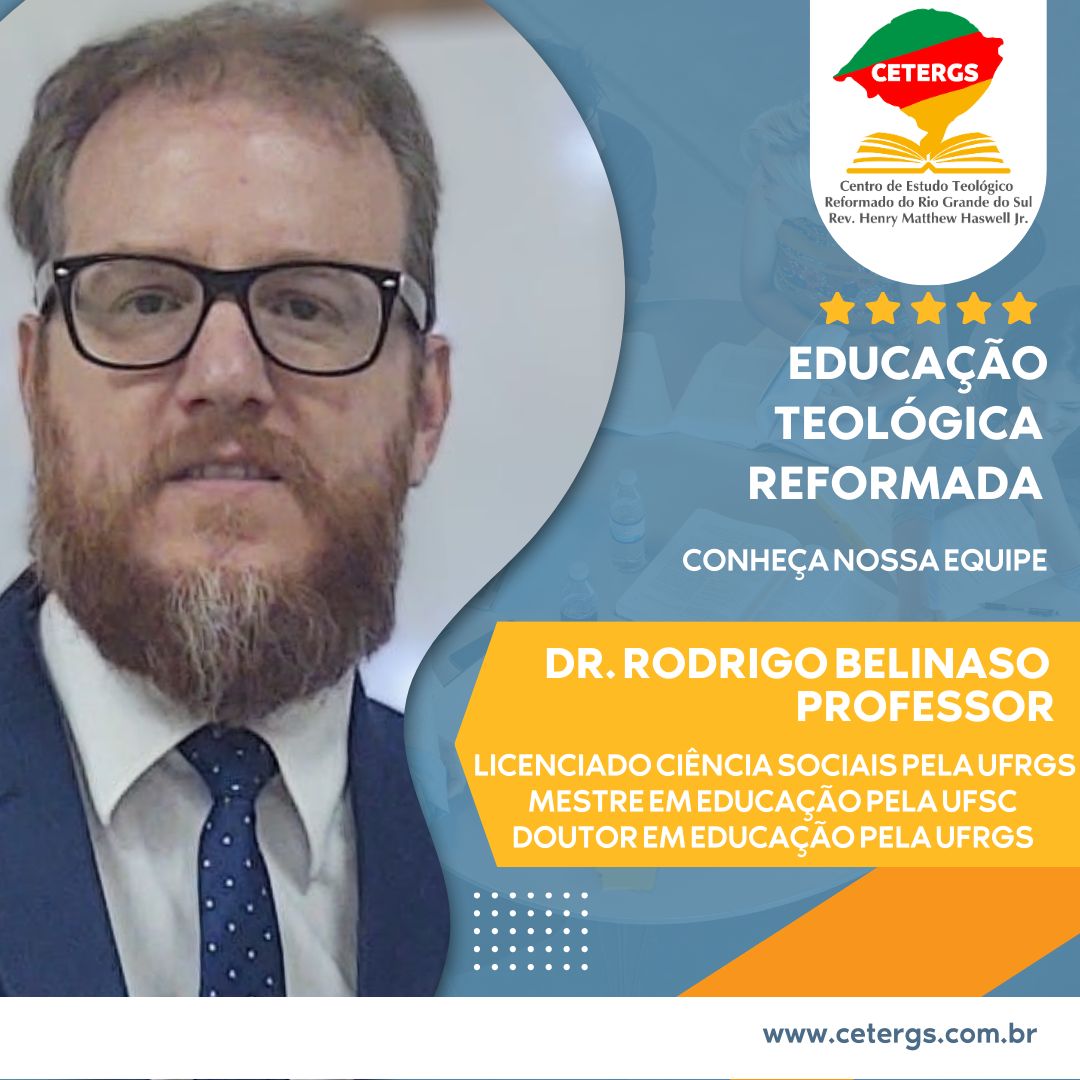 CETERGS
Centro de Estudo Teológico
Reformado do Rio Grande do Sul
Rev. Henry Matthew Haswell Jr.
EDUCAÇÃO
TEOLÓGICA
REFORMADA
CONHEÇA NOSSA EQUIPE
DR. RODRIGO BELINASO
PROFESSOR
LICENCIADO CIÊNCIA SOCIAIS PELA UFRGS
MESTRE EM EDUCAÇÃO PELA UFSC
DOUTOR EM EDUCAÇÃO PELA UFRGS
www.cetergs.com.br